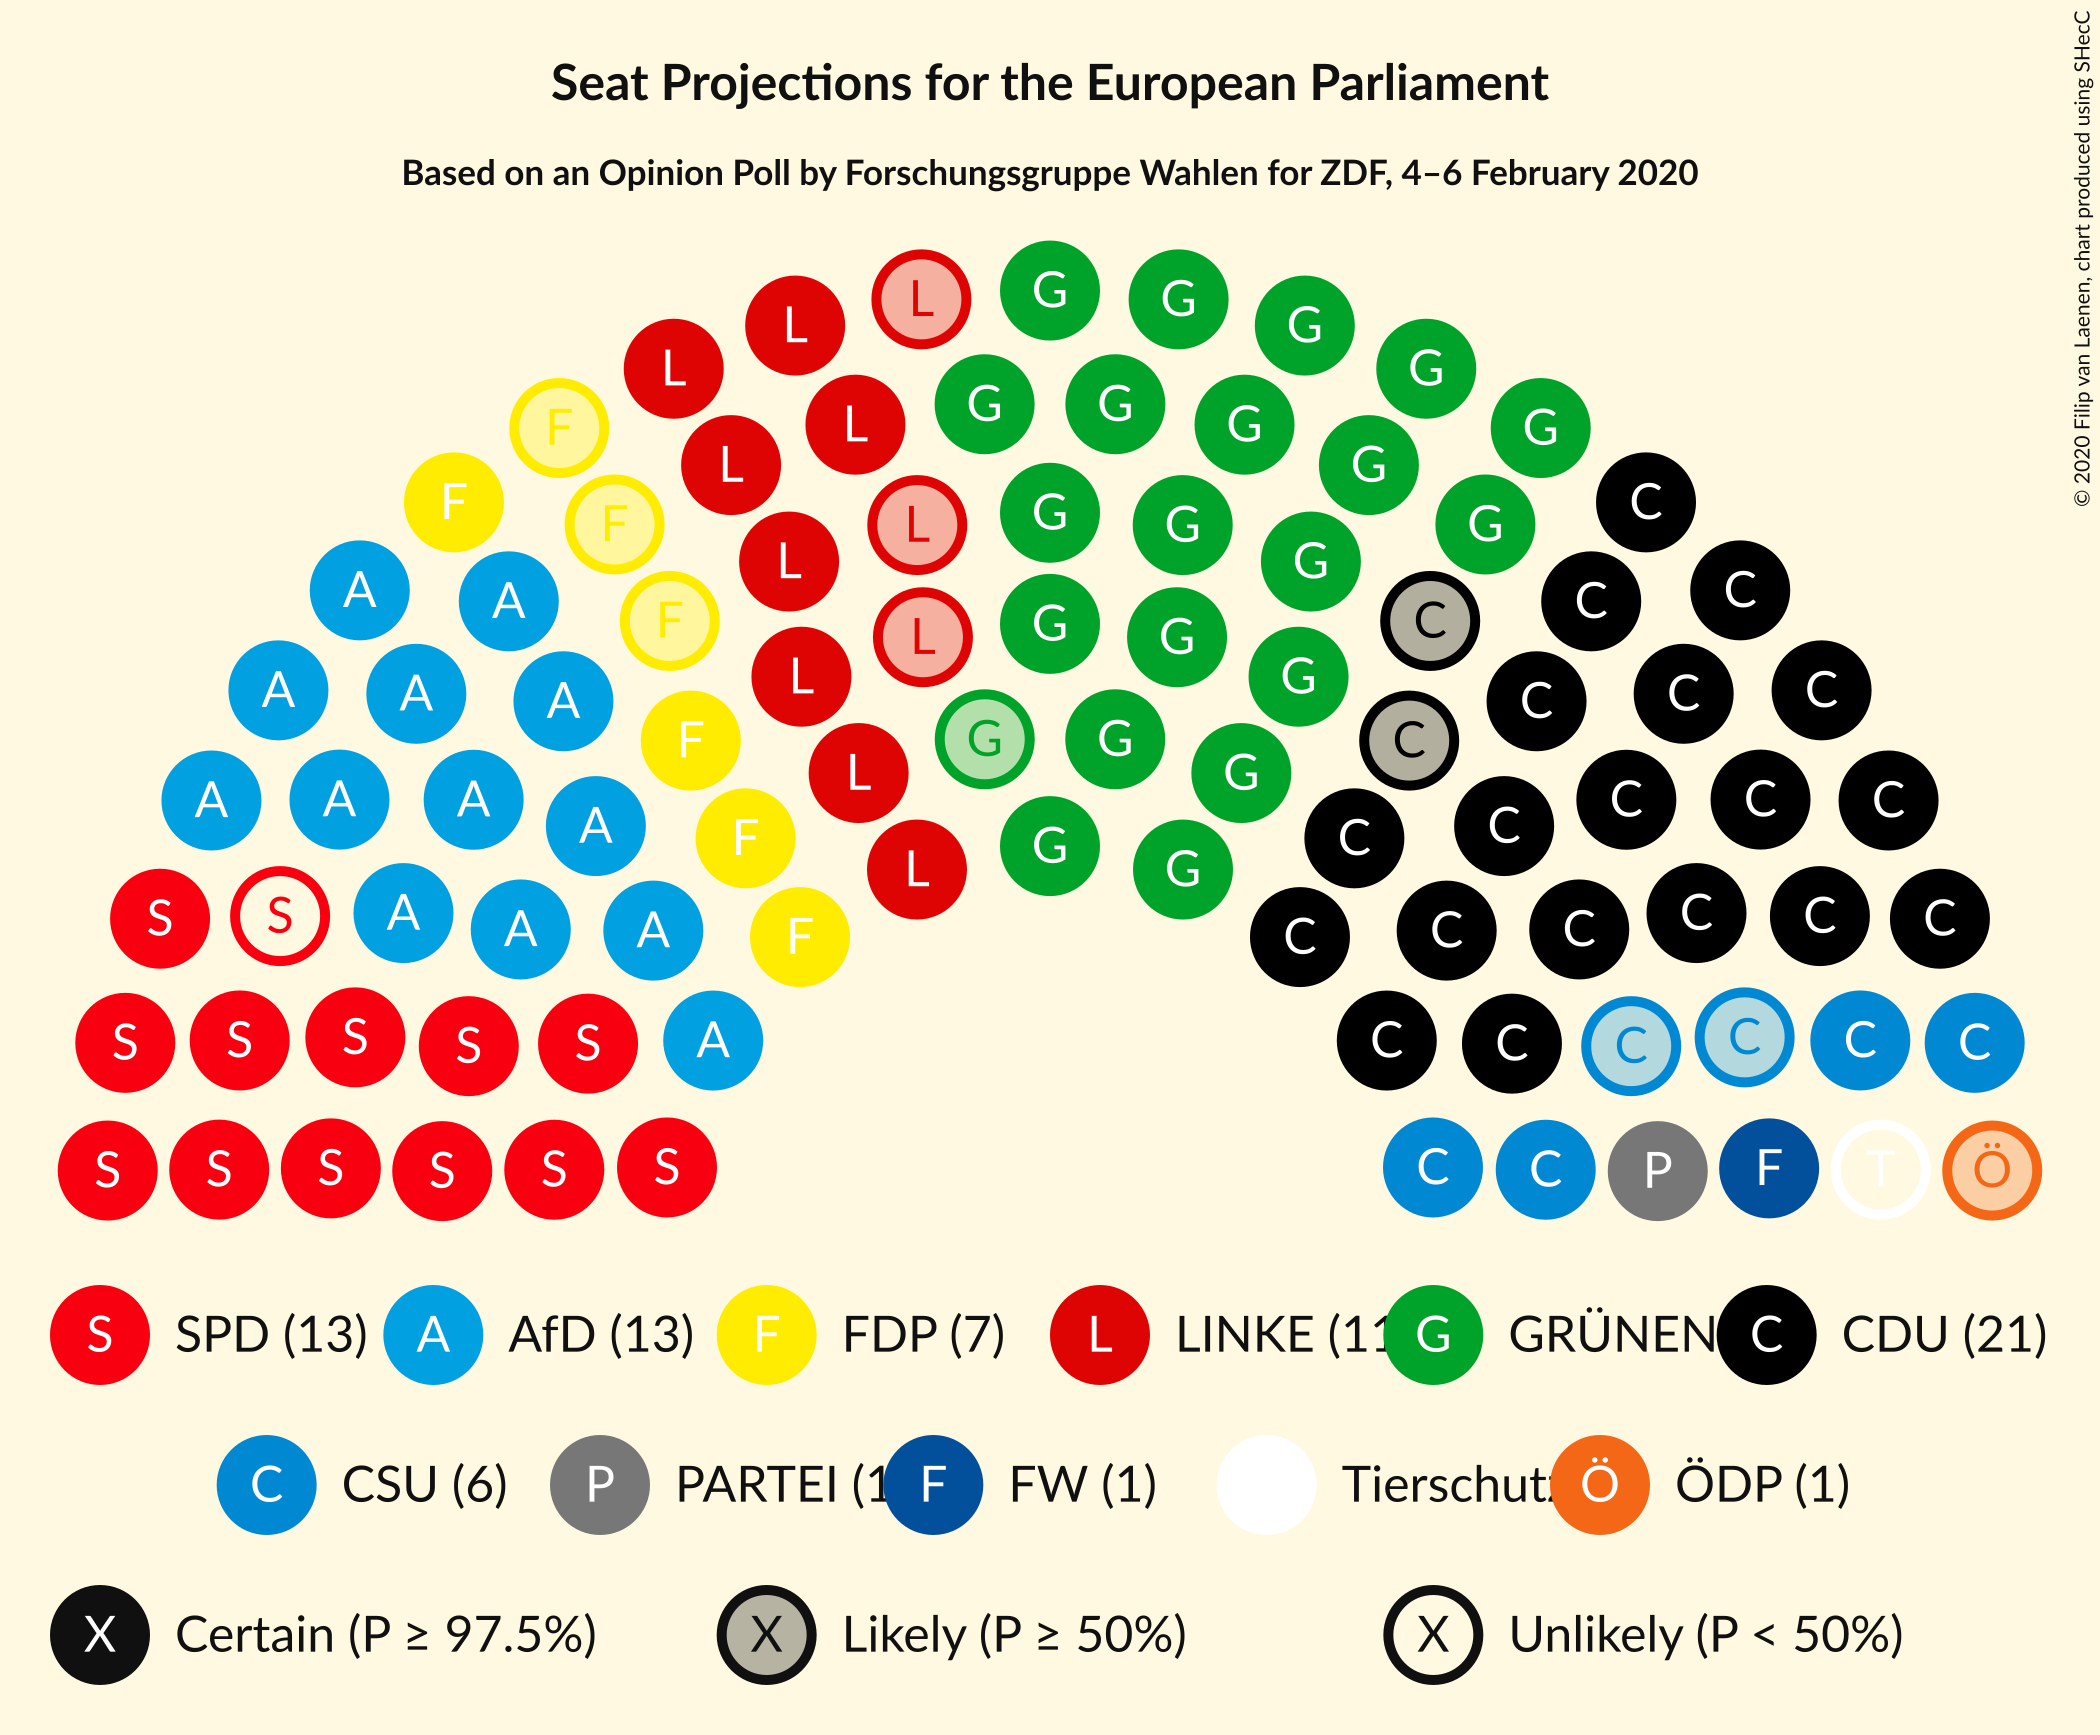 Seat Projections for the European Parliament
Based on an Opinion Poll by Forschungsgruppe Wahlen for ZDF, 4–6 February 2020
© 2020 Filip van Laenen, chart produced using SHecC
L G G G
L L G
F L G G G G
F L G C
F L L G G G C
A A F L G C C
A A A F L L G G G C C C C
A A A A F L G G G C C C C C
S S A A A F L G G C C C C C C
S S S S S A C C C C C C
S S S S S S C C P F T Ö
S SPD (13) A AfD (13) F FDP (7) L LINKE (11 G GRÜNEN C CDU (21)
C CSU (6) P PARTEI (1 F FW (1) Tierschutz Ö ÖDP (1)
X Certain (P ≥ 97.5%) X Likely (P ≥ 50%) X Unlikely (P < 50%)